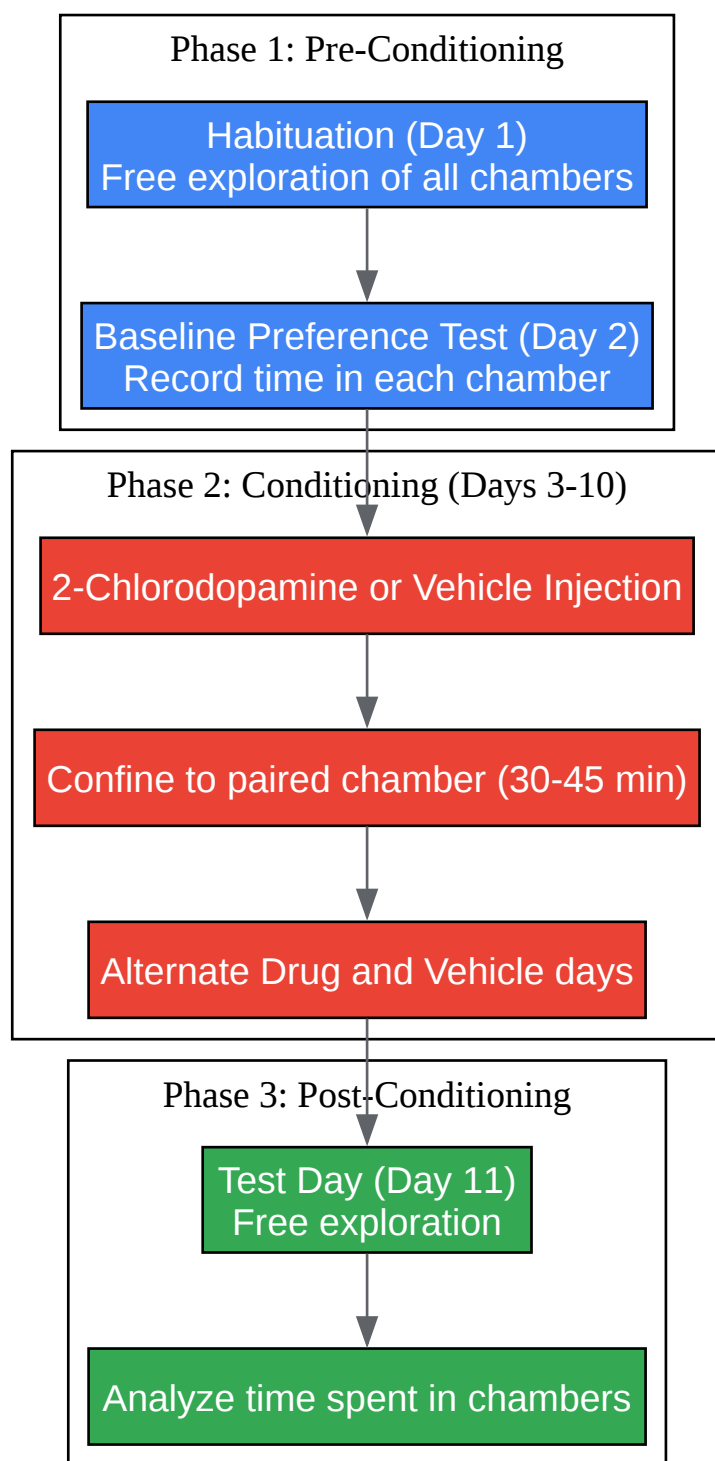 Phase 1: Pre-Conditioning
Habituation (Day 1)
Free exploration of all chambers
Baseline Preference Test (Day 2)
Record time in each chamber
Phase 2: Conditioning (Days 3-10)
2-Chlorodopamine or Vehicle Injection
Confine to paired chamber (30-45 min)
Alternate Drug and Vehicle days
Phase 3: Post-Conditioning
Test Day (Day 11)
Free exploration
Analyze time spent in chambers